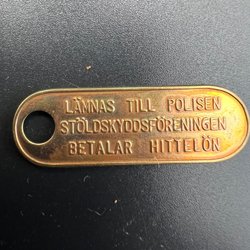 LÄMNAS TILL POLISEN
STÖLDSKYDDSFÖRENINGEN
BETALAR HITTELÖN